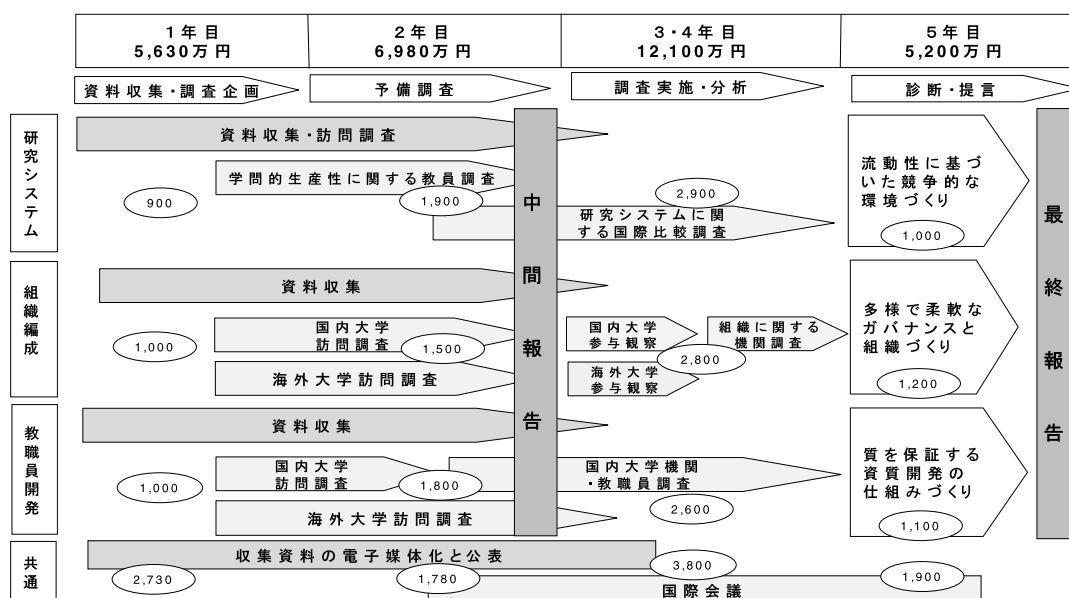 1年目
5,630万円
2年目
6,980万円
3・4年目
12,100万円
5年目
5,200万円
資料収集・調査企画
予備調査
調査実施・分析
診断・提言
研究システム
資料収集・訪問調査
学問的生産性に関する教員調査
900
1,900
2,900
研究システムに関
する国際比較調査
流動性に基づ
いた競争的な
環境づくり
1,000
組織編成
資料収集
国内大学
訪問調査
1,000
1,500
海外大学訪問調査
国内大学
参与観察
組織に関する
機関調査
2,800
海外大学
参与観察
多様で柔軟な
ガバナンスと
組織づくり
1,200
教職員開発
資料収集
国内大学
訪問調査
1,000
1,800
国内大学機関
・教職員調査
2,600
海外大学訪問調査
質を保証する
資質開発の
仕組みづくり
1,100
中間報告
最終報告
共通
収集資料の電子媒体化と公表
2,730
1,780
3,800
1,900
国際会議